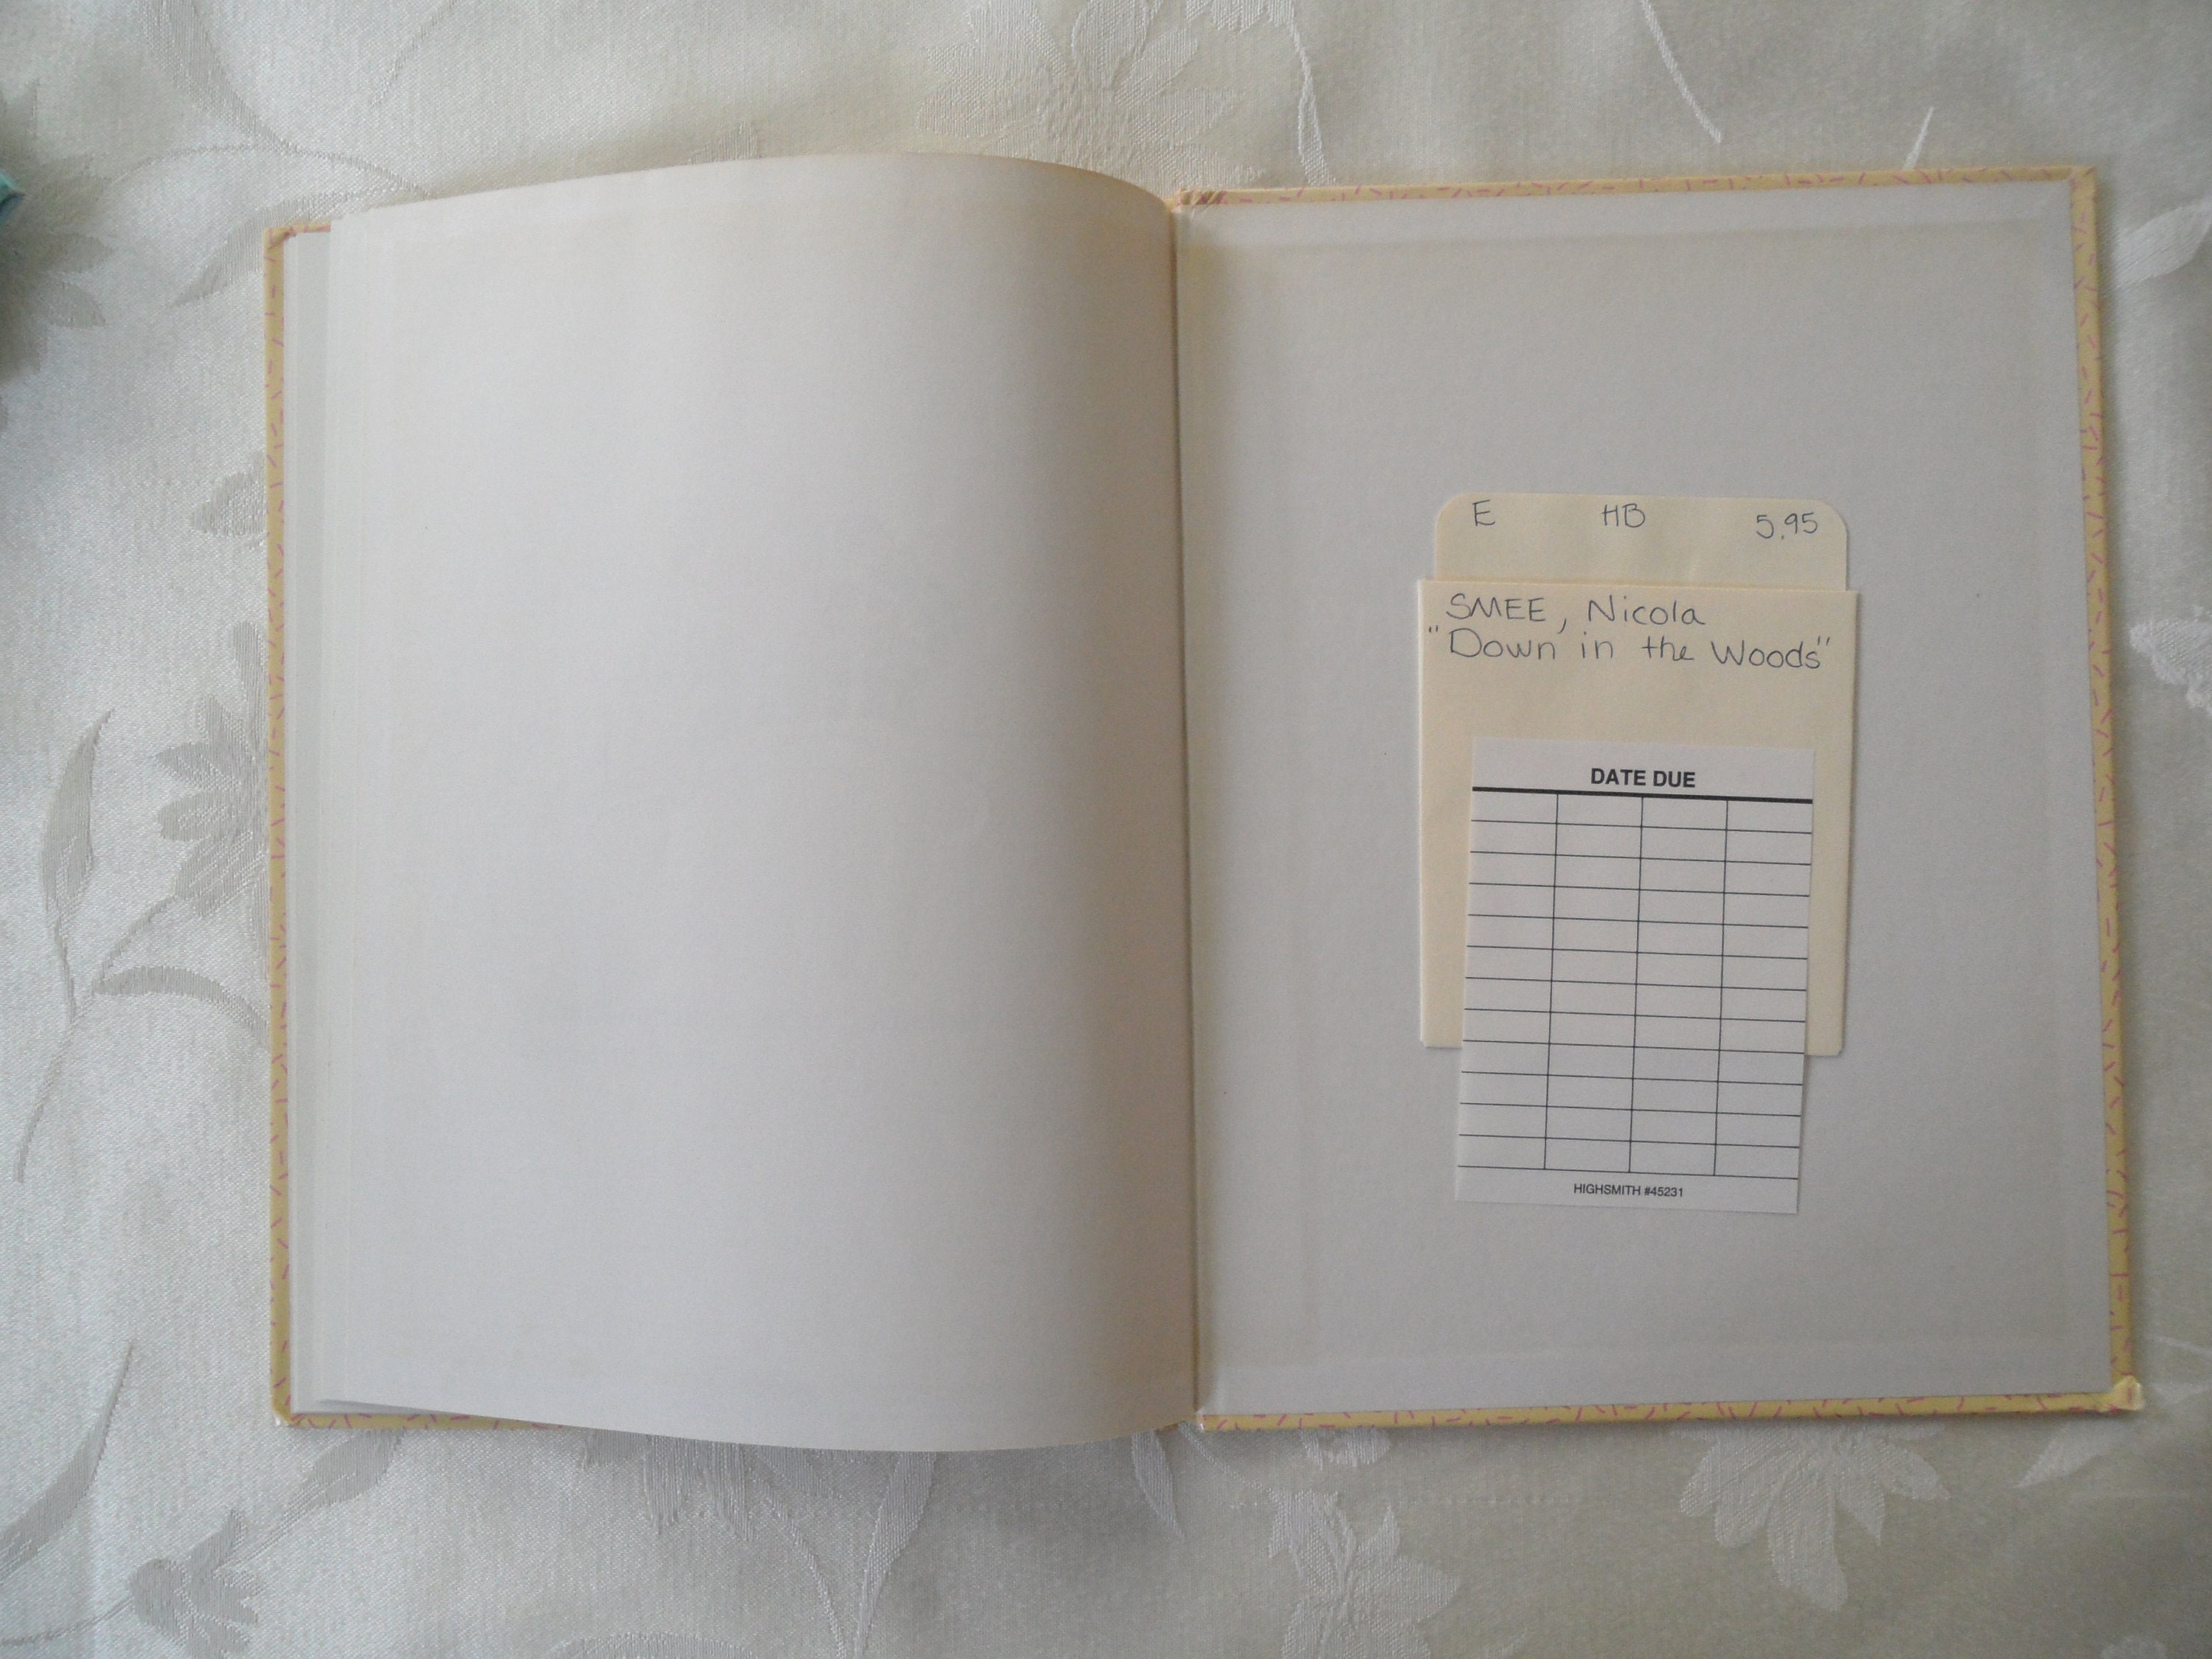 E HB 5.95
SMEE, Nicola
"Down in the Woods"
DATE DUE
HIGHSMITH #45231